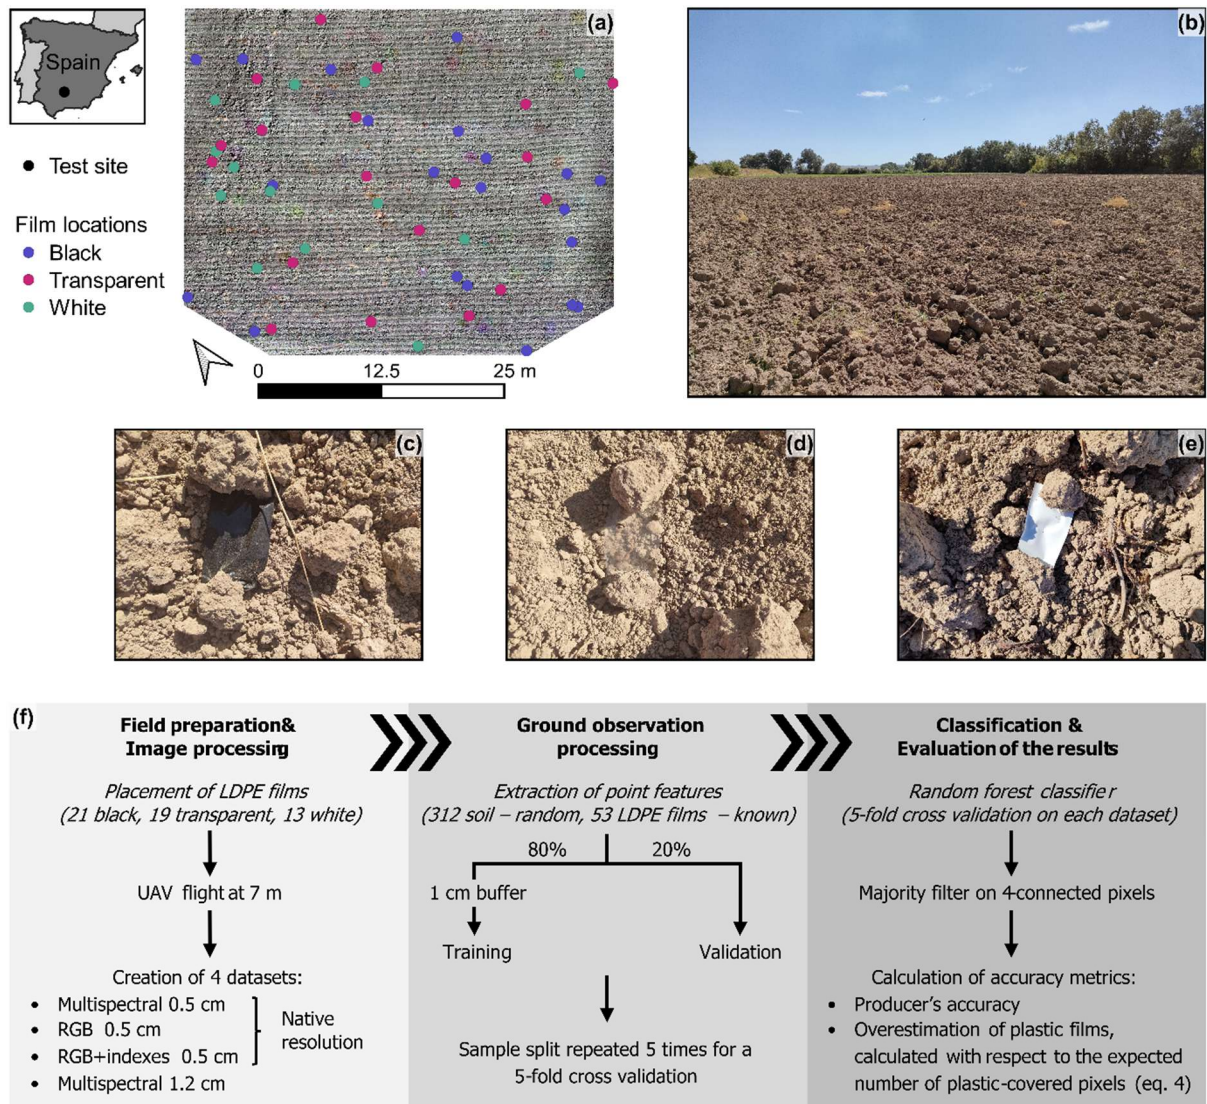 Spain
Test site
Film locations
Black
Transparent
White
(a)
0 12.5 25 m
(b)
(c)
(d)
(e)
(f)
Field preparation&
Image processing
Placement of LDPE films
(21 black, 19 transparent, 13 white)
UAV flight at 7 m
Creation of 4 datasets:
• Multispectral 0.5 cm
• RGB 0.5 cm
• RGB+indexes 0.5 cm
• Multispectral 1.2 cm
Native
resolution
Ground observation
processing
Extraction of point features
(312 soil – random, 53 LDPE films – known)
80% 20%
1 cm buffer
Training Validation
Sample split repeated 5 times for a
5-fold cross validation
Classification &
Evaluation of the results
Random forest classifier
(5-fold cross validation on each dataset)
Majority filter on 4-connected pixels
Calculation of accuracy metrics:
• Producer's accuracy
• Overestimation of plastic films,
calculated with respect to the expected
number of plastic-covered pixels (eq. 4)